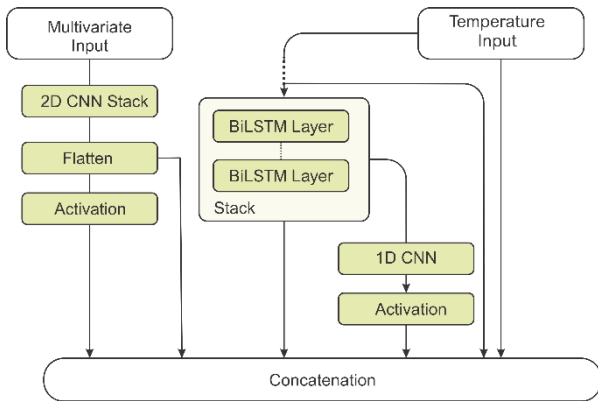 Multivariate
Input
Temperature
Input
2D CNN Stack
Flatten
Activation
BiLSTM Layer
BiLSTM Layer
Stack
1D CNN
Activation
Concatenation